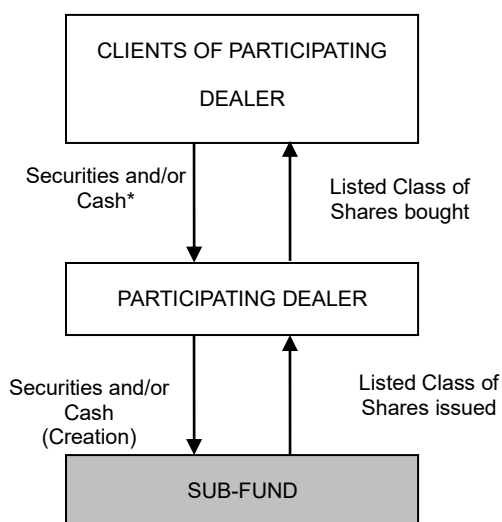 CLIENTS OF PARTICIPATING
DEALER
Securities and/or
Cash*
Listed Class of
Shares bought
PARTICIPATING DEALER
Securities and/or
Cash
(Creation)
Listed Class of
Shares issued
SUB-FUND